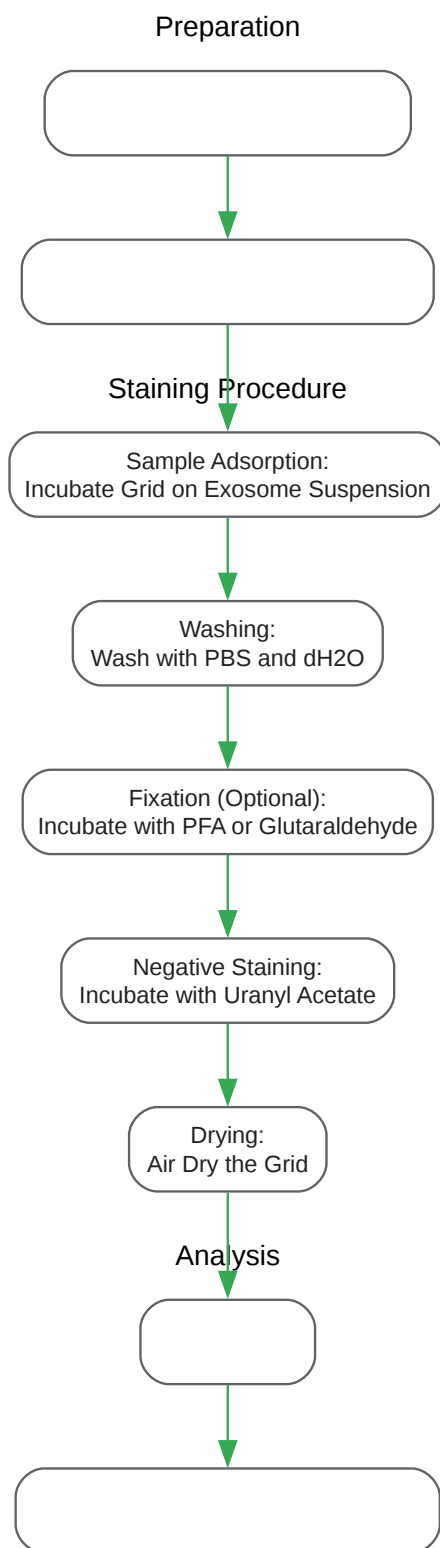 Preparation
Staining Procedure
Sample Adsorption:
Incubate Grid on Exosome Suspension
Washing:
Wash with PBS and dH2O
Fixation (Optional):
Incubate with PFA or Glutaraldehyde
Negative Staining:
Incubate with Uranyl Acetate
Drying:
Air Dry the Grid
Analysis